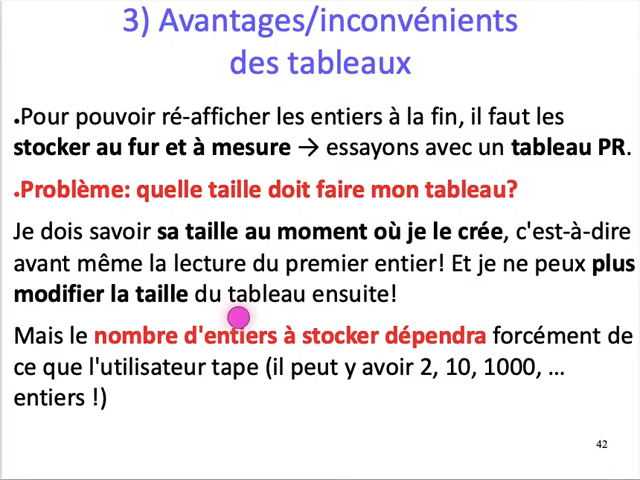 3) Avantages/inconvénients
des tableaux
•Pour pouvoir ré-afficher les entiers à la fin, il faut les
stocker au fur et à mesure → essayons avec un tableau PR.
•Problème: quelle taille doit faire mon tableau?
Je dois savoir sa taille au moment où je le crée, c'est-à-dire
avant même la lecture du premier entier! Et je ne peux plus
modifier la taille du tableau ensuite!
Mais le nombre d'entiers à stocker dépendra forcément de
ce que l'utilisateur tape (il peut y avoir 2, 10, 1000, ...
entiers !)
42